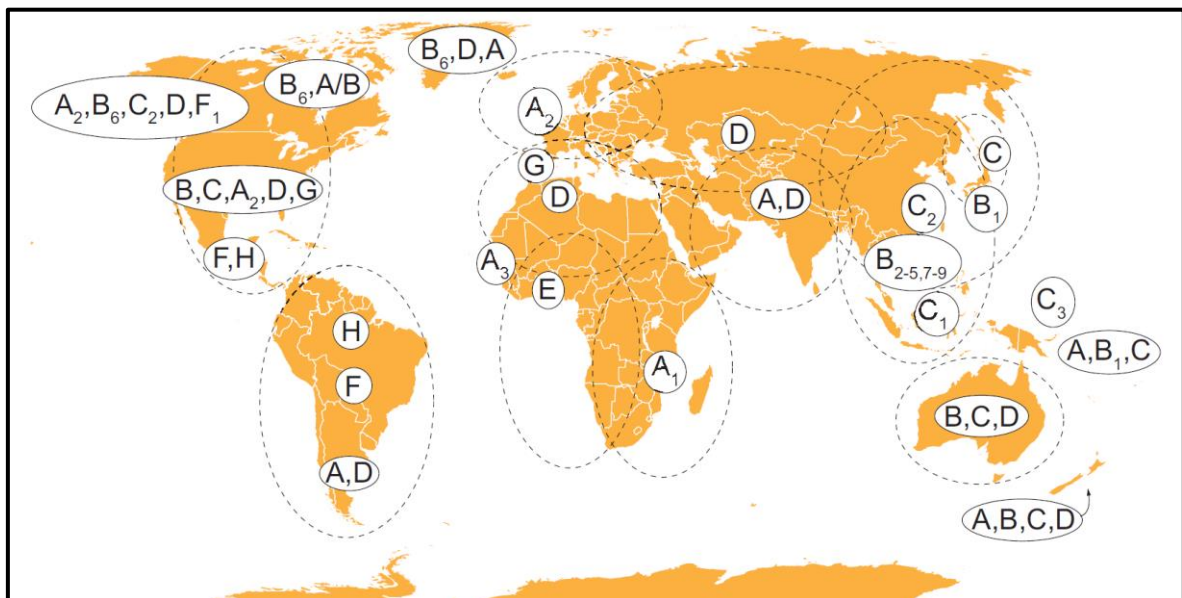 B₆,D,A
B₆,A/B
A₂,B₆,C₂,D,F₁
A₂
D
C
G
B,C,A₂,D,G
D
A,D
C₂
B₁
F,H
A₃
E
B₂₋₅,₇₋₉
C₁
C₃
H
A,B₁,C
A₁
F
B,C,D
A,D
A,B,C,D